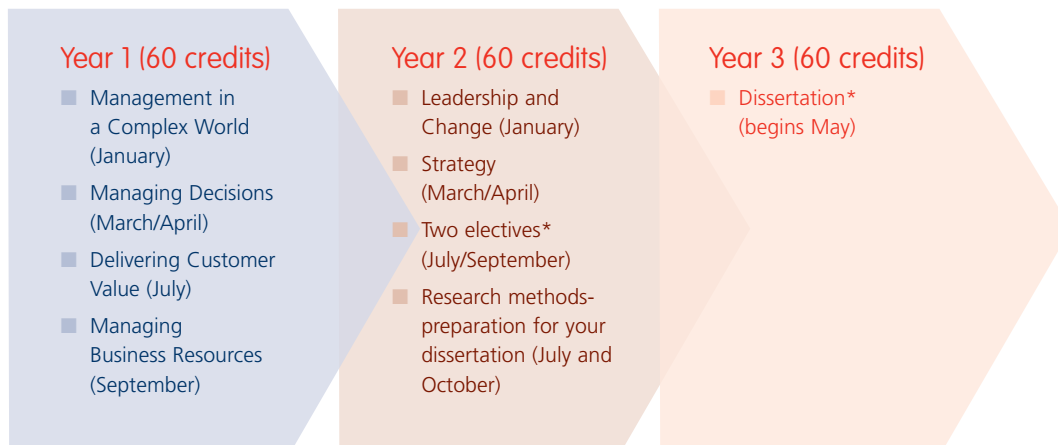 Year 1 (60 credits)
Management in
a Complex World
(January)
Managing Decisions
(March/April)
Delivering Customer
Value (July)
Managing
Business Resources
(September)
Year 2 (60 credits)
Leadership and
Change (January)
Strategy
(March/April)
Two electives*
(July/September)
Research methods-
preparation for your
dissertation (July and
October)
Year 3 (60 credits)
Dissertation*
(begins May)